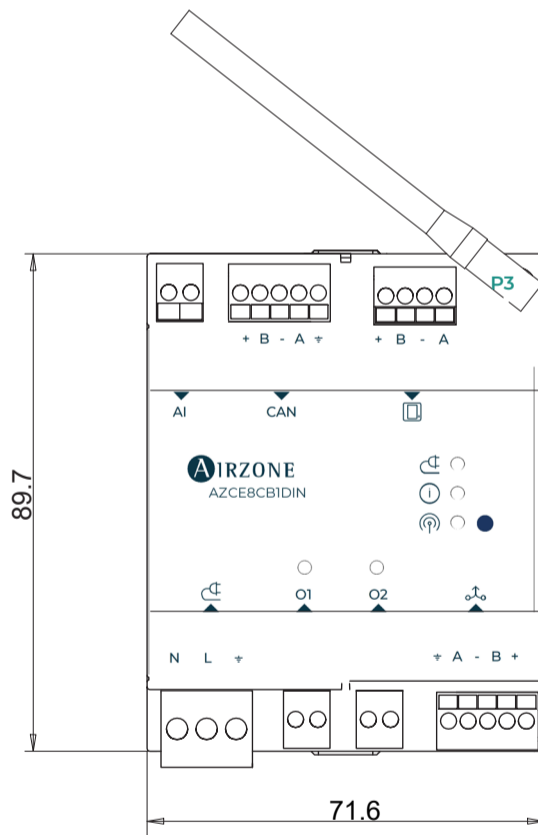 P3
+ B - A ⏚
+ B - A
AI
CAN
AIRZONE
AZCE8CB1DIN
i
O1
O2
N L ⏚
⏚ A - B +
89.7
71.6